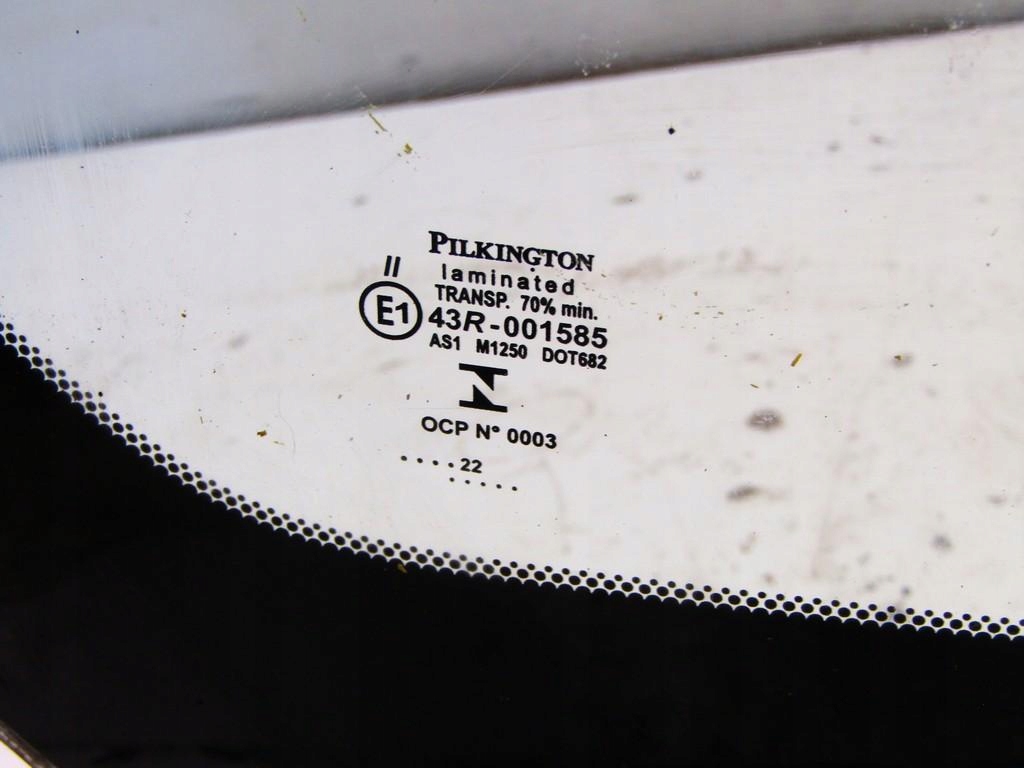 PILKINGTON
laminated
II
TRANSP. 70% min.
E1 43R-001585
AS1 M1250 DOT682
OCP N° 0003
. . . . 22
. . . . .